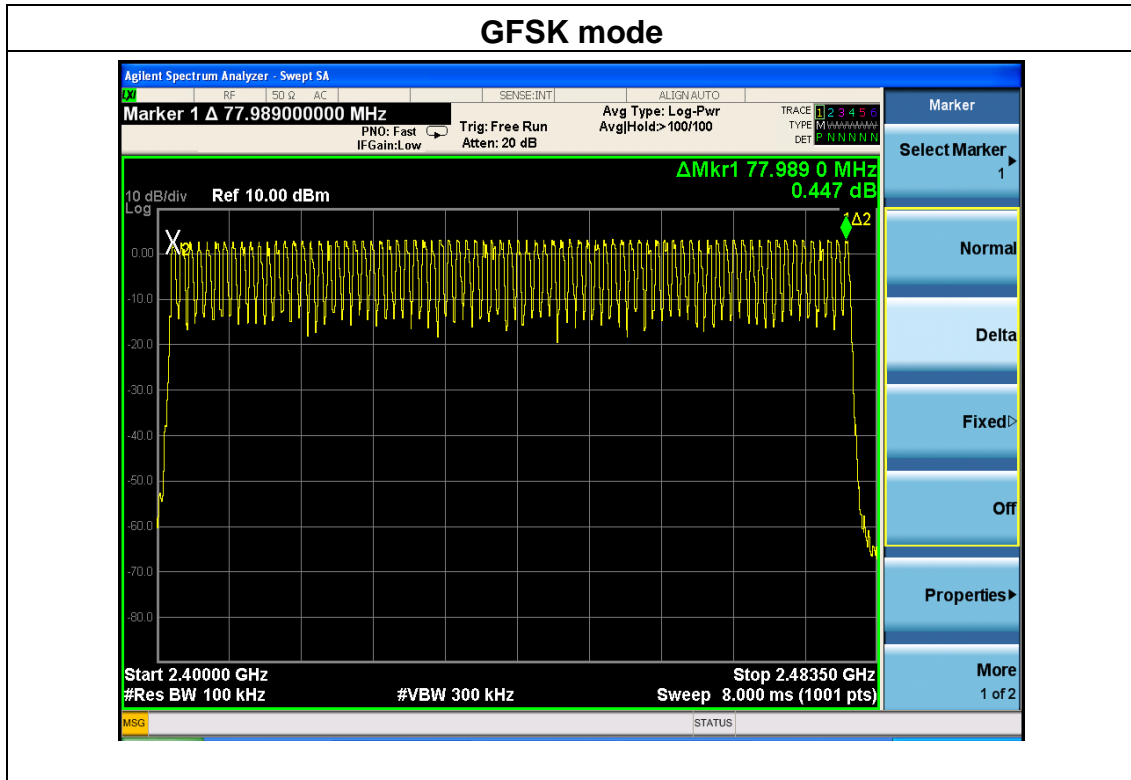 GFSK mode
Agilent Spectrum Analyzer - Swept SA
LXI RF 50 Ω AC SENSE:INT ALIGNAUTO
Marker 1 Δ 77.989000000 MHz
PNO: Fast
IFGain:Low
Trig: Free Run
Atten: 20 dB
Avg Type: Log-Pwr
Avg|Hold:>100/100
TRACE 1 2 3 4 5 6
TYPE M
DET P N N N N N
ΔMkr1 77.989 0 MHz
0.447 dB
10 dB/div Ref 10.00 dBm
Log
1Δ2
X2
0.00
-10.0
-20.0
-30.0
-40.0
-50.0
-60.0
-70.0
-80.0
Start 2.40000 GHz Stop 2.48350 GHz
#Res BW 100 kHz #VBW 300 kHz Sweep 8.000 ms (1001 pts)
MSG STATUS
Marker
Select Marker
1
Normal
Delta
Fixed
Off
Properties
More
1 of 2